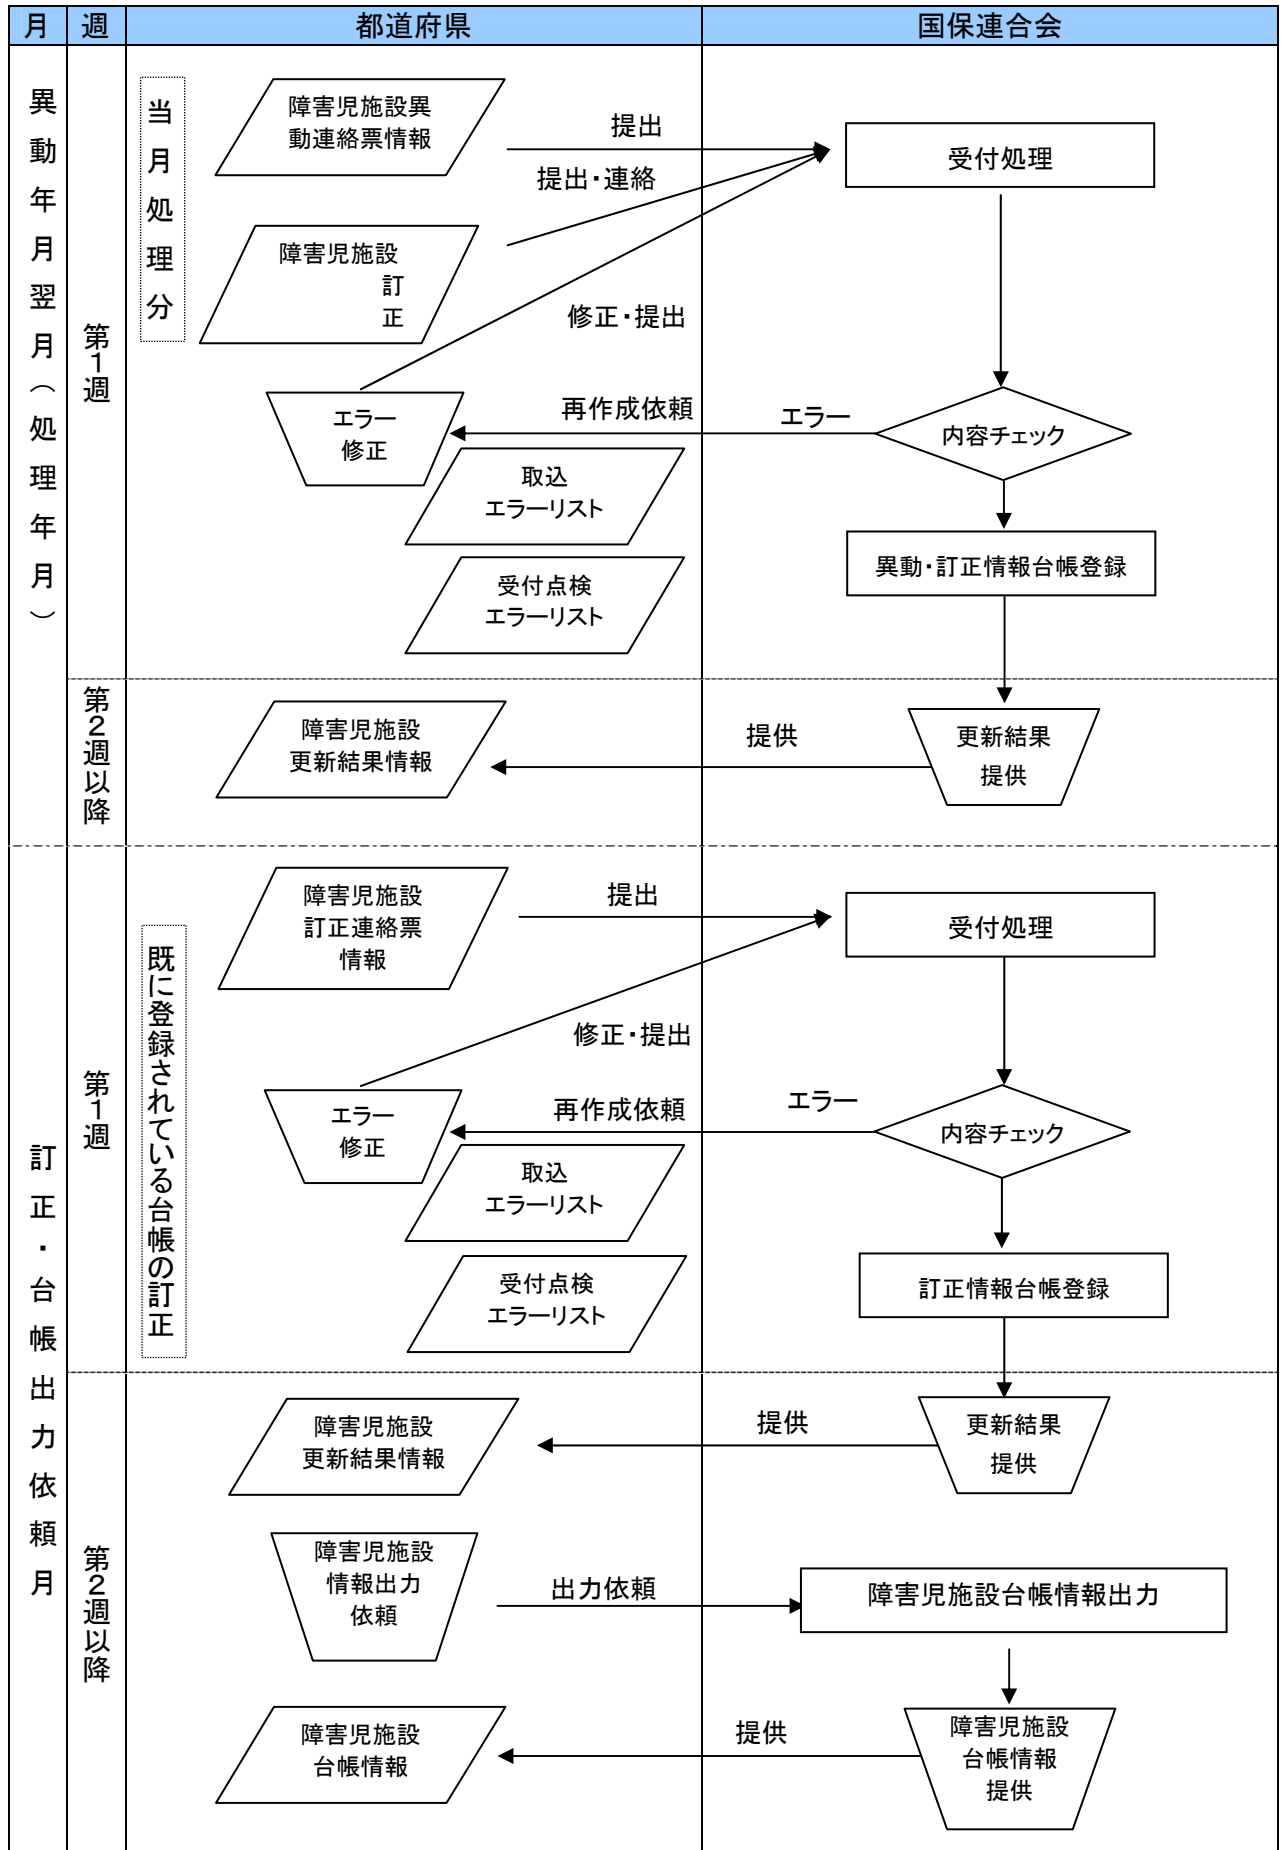 月
週
都道府県
国保連合会
異動年月翌月（処理年月）
第1週
当月処理分
障害児施設異
動連絡票情報
提出
受付処理
提出・連絡
障害児施設
訂
正
修正・提出
エラー
修正
再作成依頼
エラー
内容チェック
取込
エラーリスト
異動・訂正情報台帳登録
受付点検
エラーリスト
第2週以降
障害児施設
更新結果情報
提供
更新結果
提供
訂正・台帳出力依頼月
第1週
既に登録されている台帳の訂正
障害児施設
訂正連絡票
情報
提出
受付処理
修正・提出
エラー
修正
再作成依頼
エラー
内容チェック
取込
エラーリスト
訂正情報台帳登録
受付点検
エラーリスト
第2週以降
障害児施設
更新結果情報
提供
更新結果
提供
障害児施設
情報出力
依頼
出力依頼
障害児施設台帳情報出力
障害児施設
台帳情報
提供
障害児施設
台帳情報
提供